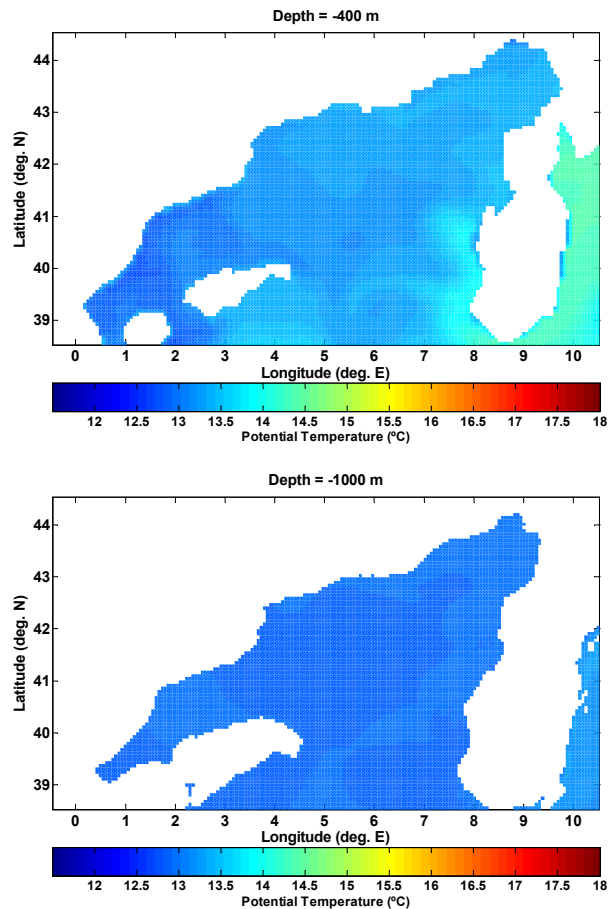 Depth = -400 m
44
43
42
41
40
39
Latitude (deg. N)
0 1 2 3 4 5 6 7 8 9 10
Longitude (deg. E)
12 12.5 13 13.5 14 14.5 15 15.5 16 16.5 17 17.5 18
Potential Temperature (ºC)
Depth = -1000 m
44
43
42
41
40
39
Latitude (deg. N)
0 1 2 3 4 5 6 7 8 9 10
Longitude (deg. E)
12 12.5 13 13.5 14 14.5 15 15.5 16 16.5 17 17.5 18
Potential Temperature (ºC)